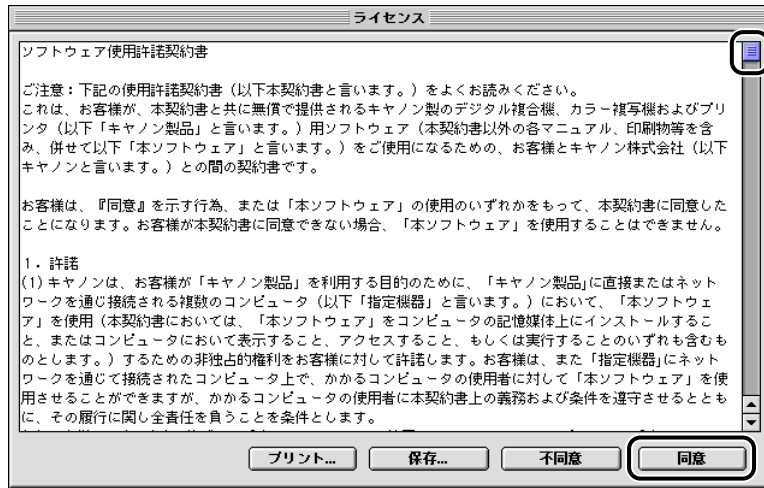 ライセンス
ソフトウェア使用許諾契約書
ご注意：下記の使用許諾契約書（以下本契約書と言います。）をよくお読みください。
これは、お客様が、本契約書と共に無償で提供されるキヤノン製のデジタル複合機、カラー複写機およびプリ
ンタ（以下「キヤノン製品」と言います。）用ソフトウェア（本契約書以外の各マニュアル、印刷物等を含
み、併せて以下「本ソフトウェア」と言います。）をご使用になるための、お客様とキヤノン株式会社（以下
キヤノンと言います。）との間の契約書です。
お客様は、『同意』を示す行為、または「本ソフトウェア」の使用のいずれかをもって、本契約書に同意した
ことになります。お客様が本契約書に同意できない場合、「本ソフトウェア」を使用することはできません。
1．許諾
(1) キヤノンは、お客様が「キヤノン製品」を利用する目的のために、「キヤノン製品」に直接またはネット
ワークを通じ接続される複数のコンピュータ（以下「指定機器」と言います。）において、「本ソフトウェ
ア」を使用（本契約書においては、「本ソフトウェア」をコンピュータの記憶媒体上にインストールするこ
と、またはコンピュータにおいて表示すること、アクセスすること、もしくは実行することのいずれも含むも
のとします。）するための非独占的権利をお客様に対して許諾します。お客様は、また「指定機器」にネット
ワークを通じて接続されたコンピュータ上で、かかるコンピュータの使用者に対して「本ソフトウェア」を使
用させることができますが、かかるコンピュータの使用者に本契約書上の義務および条件を遵守させるととも
に、その履行に関し全責任を負うことを条件とします。
プリント... 保存... 不同意 同意